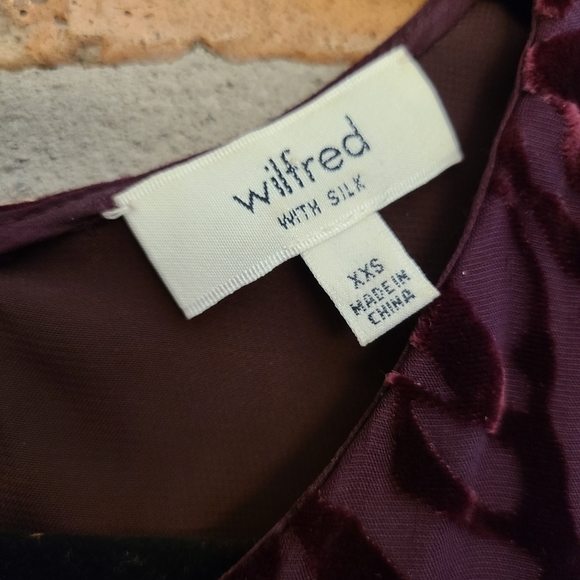 wilfred
WITH SILK
XXS
MADE IN
CHINA